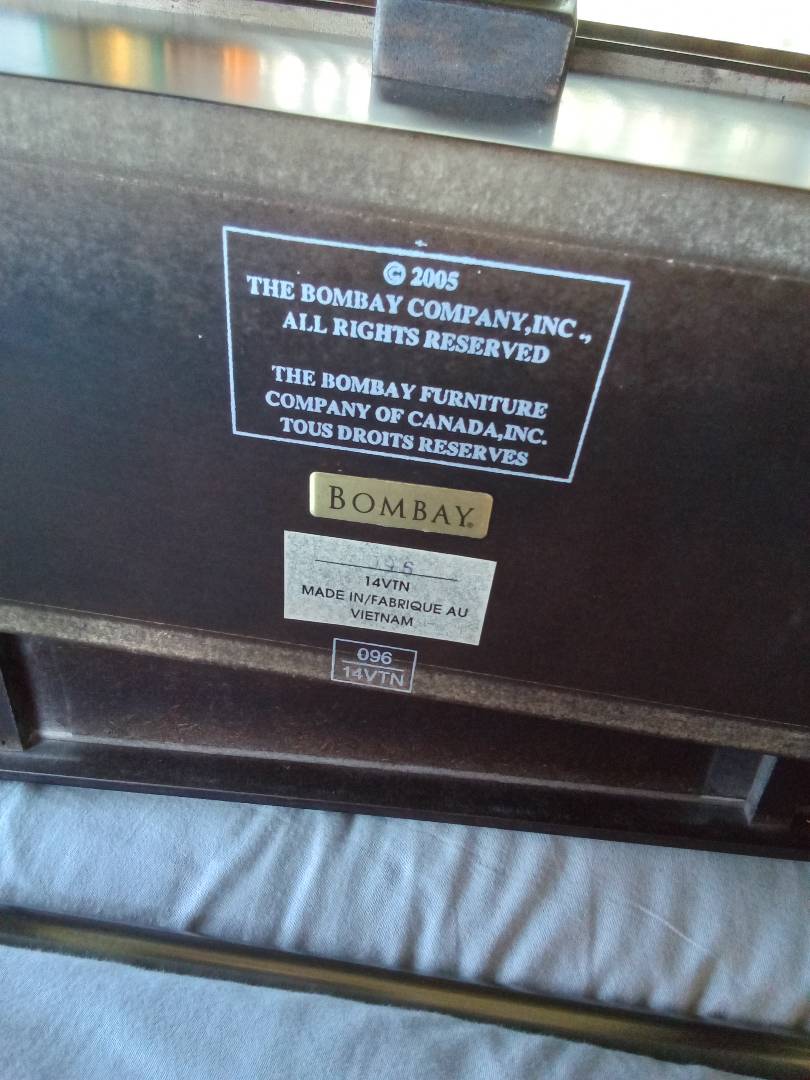 © 2005
THE BOMBAY COMPANY,INC.,
ALL RIGHTS RESERVED
THE BOMBAY FURNITURE
COMPANY OF CANADA,INC.
TOUS DROITS RESERVES
BOMBAY®
14VTN
MADE IN/FABRIQUE AU
VIETNAM
096
14VTN